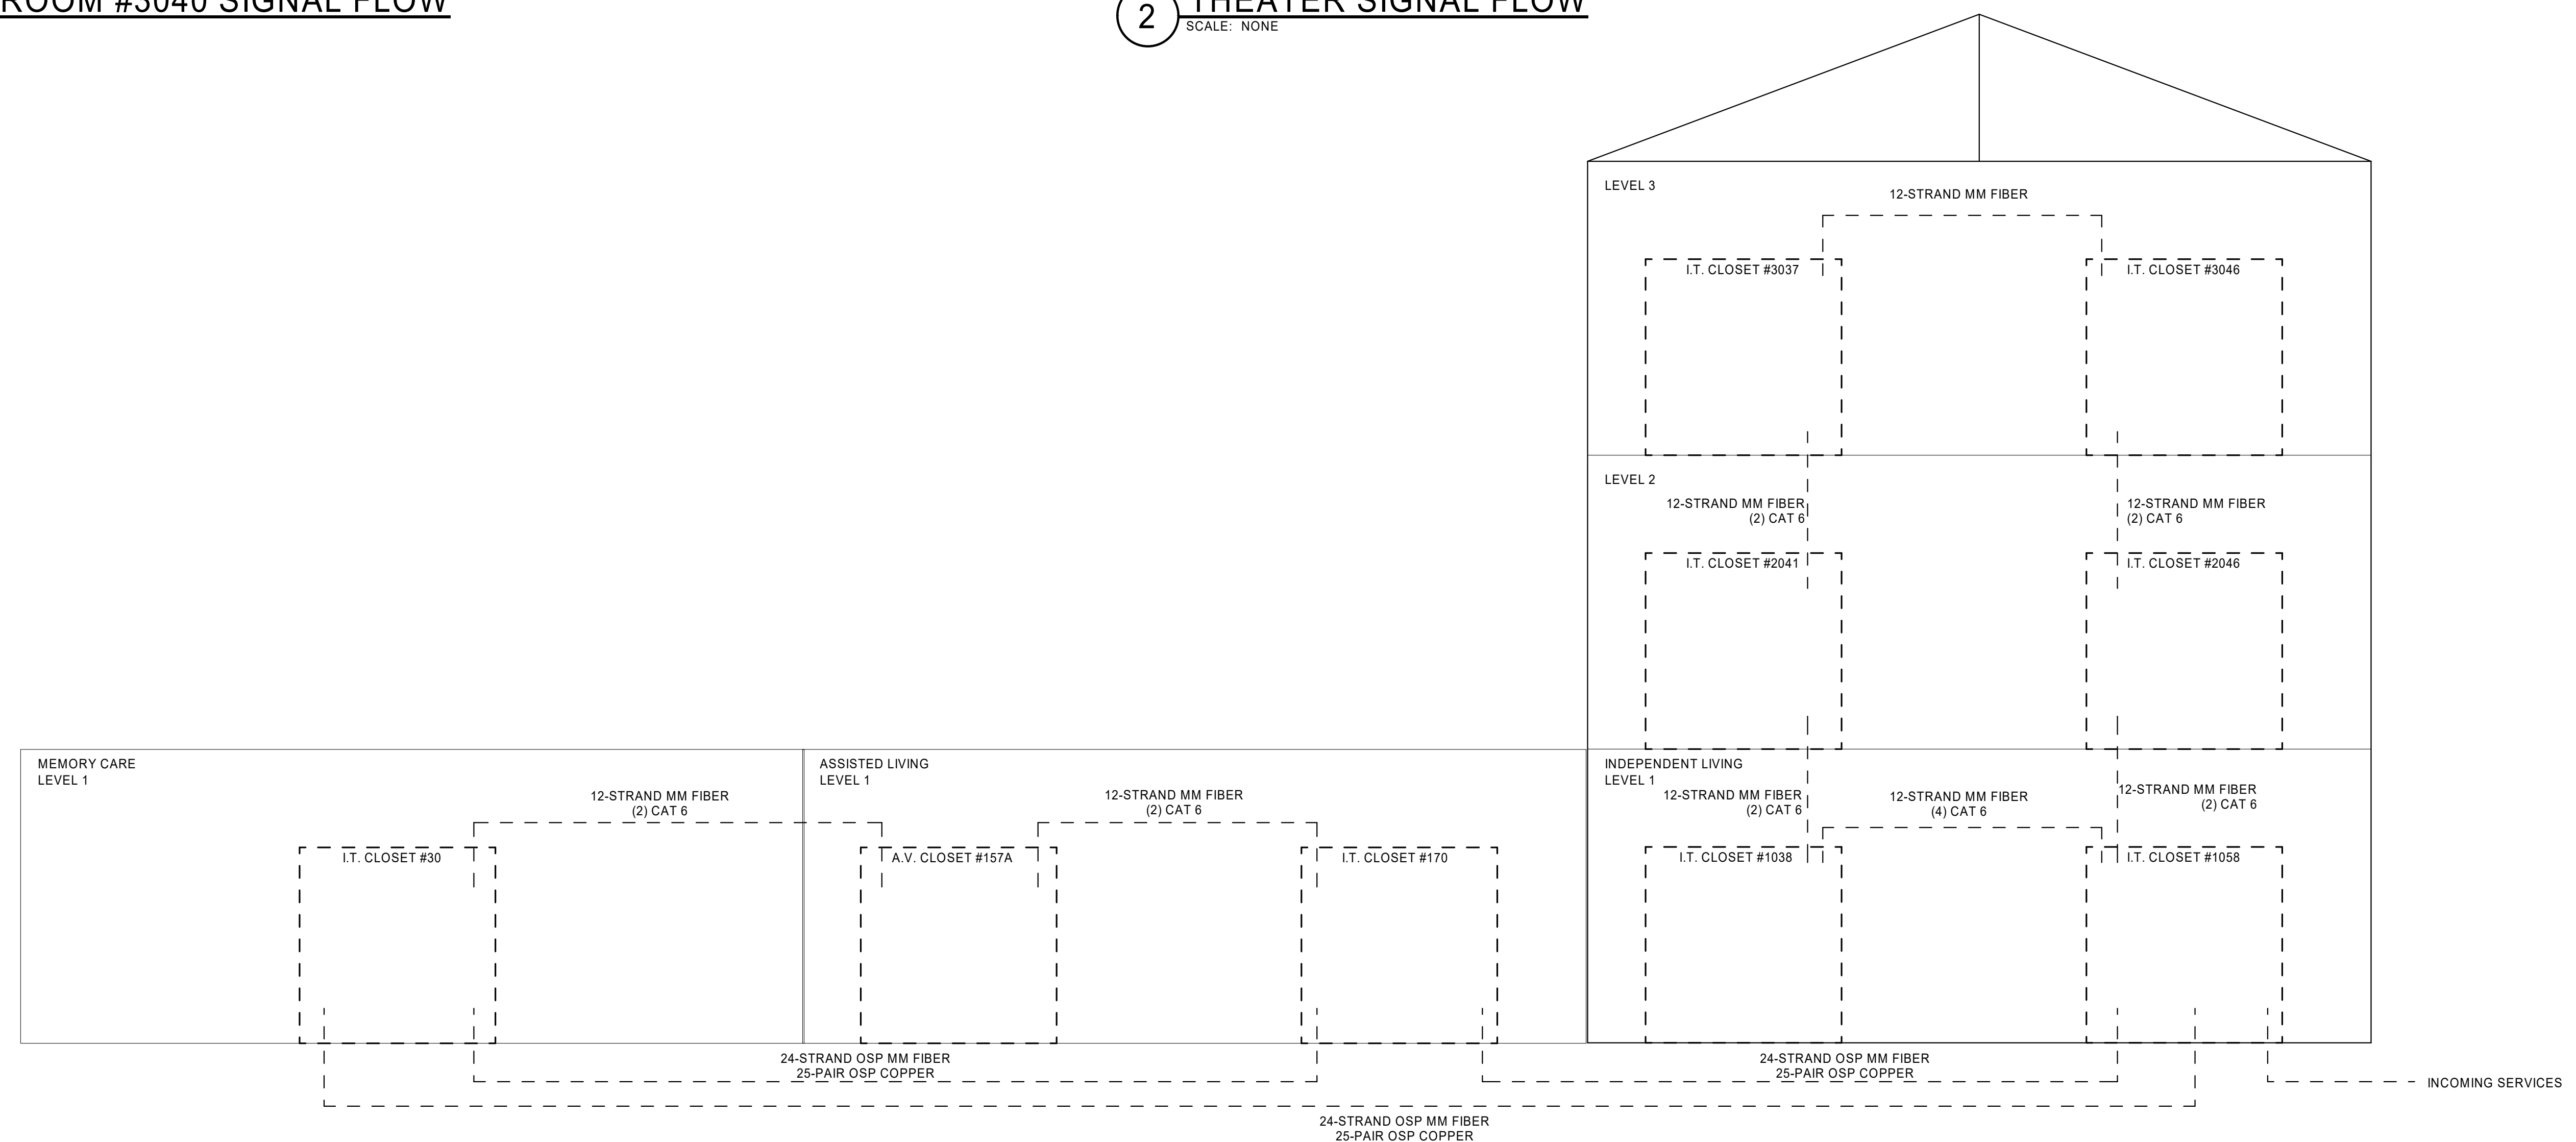 ROOM #3040 SIGNAL FLOW
2
THEATER SIGNAL FLOW
SCALE: NONE
LEVEL 3
12-STRAND MM FIBER
I.T. CLOSET #3037
I.T. CLOSET #3046
LEVEL 2
12-STRAND MM FIBER
(2) CAT 6
12-STRAND MM FIBER
(2) CAT 6
I.T. CLOSET #2041
I.T. CLOSET #2046
MEMORY CARE
LEVEL 1
12-STRAND MM FIBER
(2) CAT 6
I.T. CLOSET #30
ASSISTED LIVING
LEVEL 1
12-STRAND MM FIBER
(2) CAT 6
A.V. CLOSET #157A
I.T. CLOSET #170
INDEPENDENT LIVING
LEVEL 1
12-STRAND MM FIBER
(2) CAT 6
12-STRAND MM FIBER
(4) CAT 6
12-STRAND MM FIBER
(2) CAT 6
I.T. CLOSET #1038
I.T. CLOSET #1058
24-STRAND OSP MM FIBER
25-PAIR OSP COPPER
24-STRAND OSP MM FIBER
25-PAIR OSP COPPER
INCOMING SERVICES
24-STRAND OSP MM FIBER
25-PAIR OSP COPPER